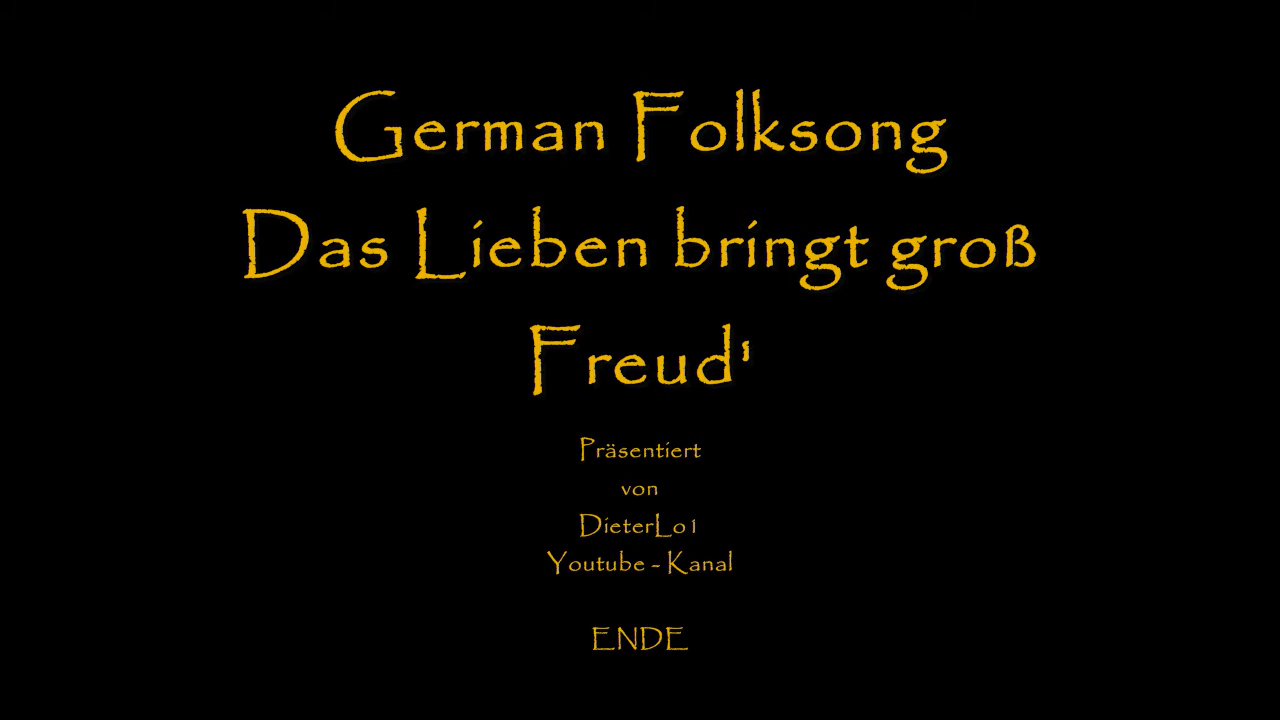 German Folksong
Das Lieben bringt groß
Freud'
Präsentiert
von
DieterLo1
Youtube - Kanal
ENDE